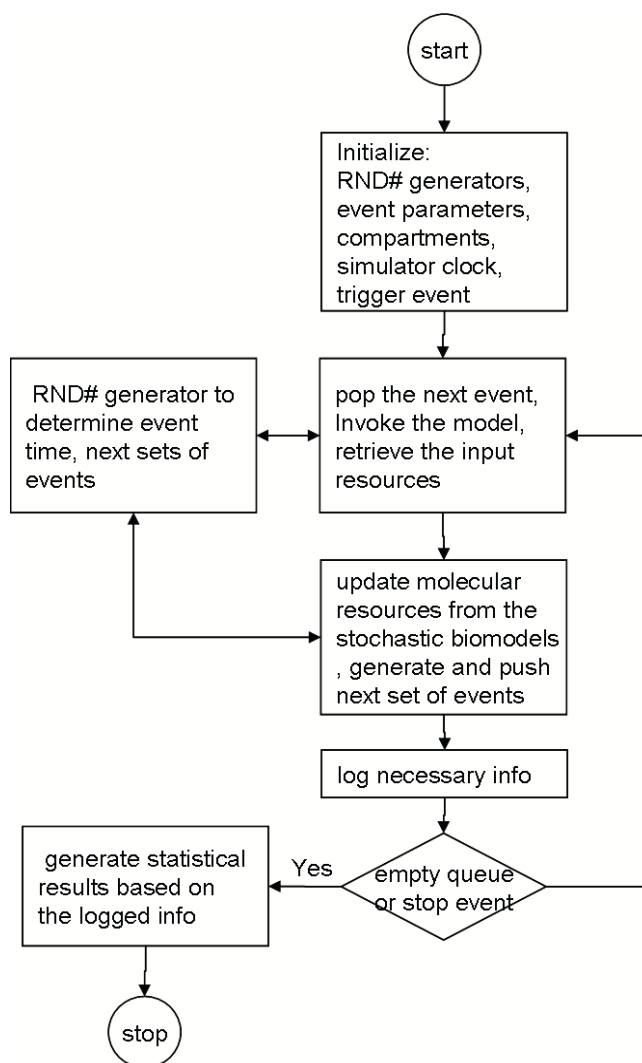 start
Initialize:
RND# generators,
event parameters,
compartments,
simulator clock,
trigger event
RND# generator to
determine event
time, next sets of
events
pop the next event,
Invoke the model,
retrieve the input
resources
update molecular
resources from the
stochastic biomodels
, generate and push
next set of events
log necessary info
empty queue
or stop event
Yes
generate statistical
results based on
the logged info
stop